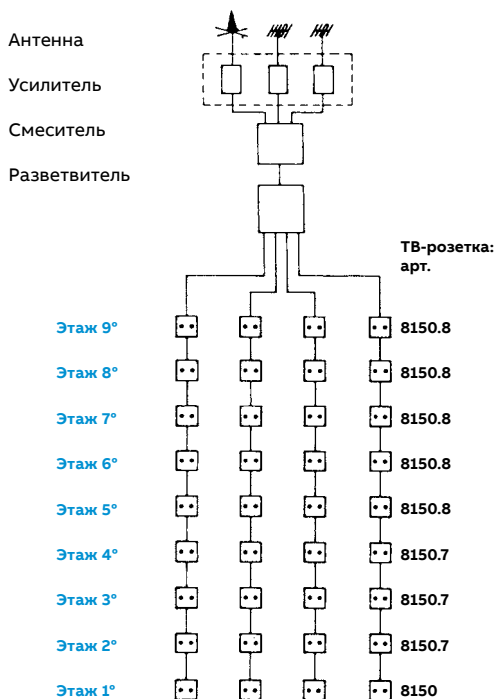 Антенна
Усилитель
Смеситель
Разветвитель
ТВ-розетка:
арт.
Этаж 9° 8150.8
Этаж 8° 8150.8
Этаж 7° 8150.8
Этаж 6° 8150.8
Этаж 5° 8150.8
Этаж 4° 8150.7
Этаж 3° 8150.7
Этаж 2° 8150.7
Этаж 1° 8150